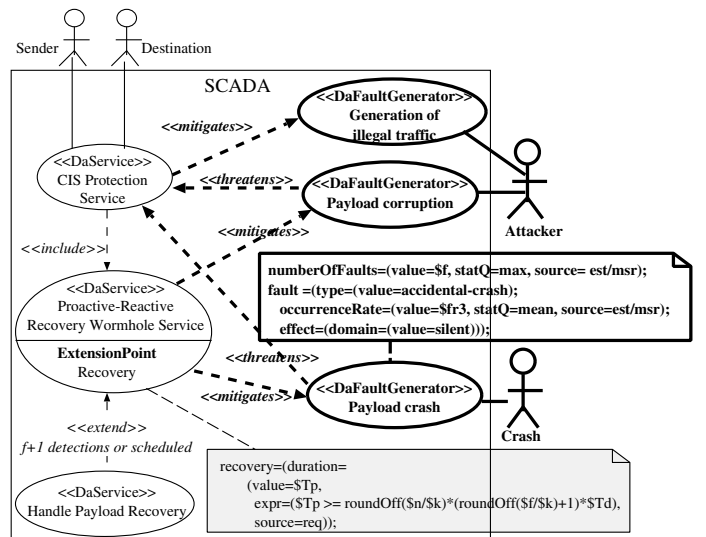 Sender
Destination
SCADA
<<DaFaultGenerator>>
Generation of
illegal traffic
<<mitigates>>
<<DaService>>
CIS Protection
Service
<<threatens>>
<<DaFaultGenerator>>
Payload corruption
Attacker
<<mitigates>>
<<include>>
numberOfFaults=(value=$f, statQ=max, source= est/msr);
fault =(type=(value=accidental-crash);
occurrenceRate=(value=$fr3, statQ=mean, source=est/msr);
effect=(domain=(value=silent)));
<<DaService>>
Proactive-Reactive
Recovery Wormhole Service
ExtensionPoint
Recovery
<<threatens>>
<<mitigates>>
<<DaFaultGenerator>>
Payload crash
Crash
<<extend>>
f+1 detections or scheduled
<<DaService>>
Handle Payload Recovery
recovery=(duration=
(value=$Tp,
expr=($Tp >= roundOff($n/$k)*(roundOff($f/$k)+1)*$Td),
source=req));